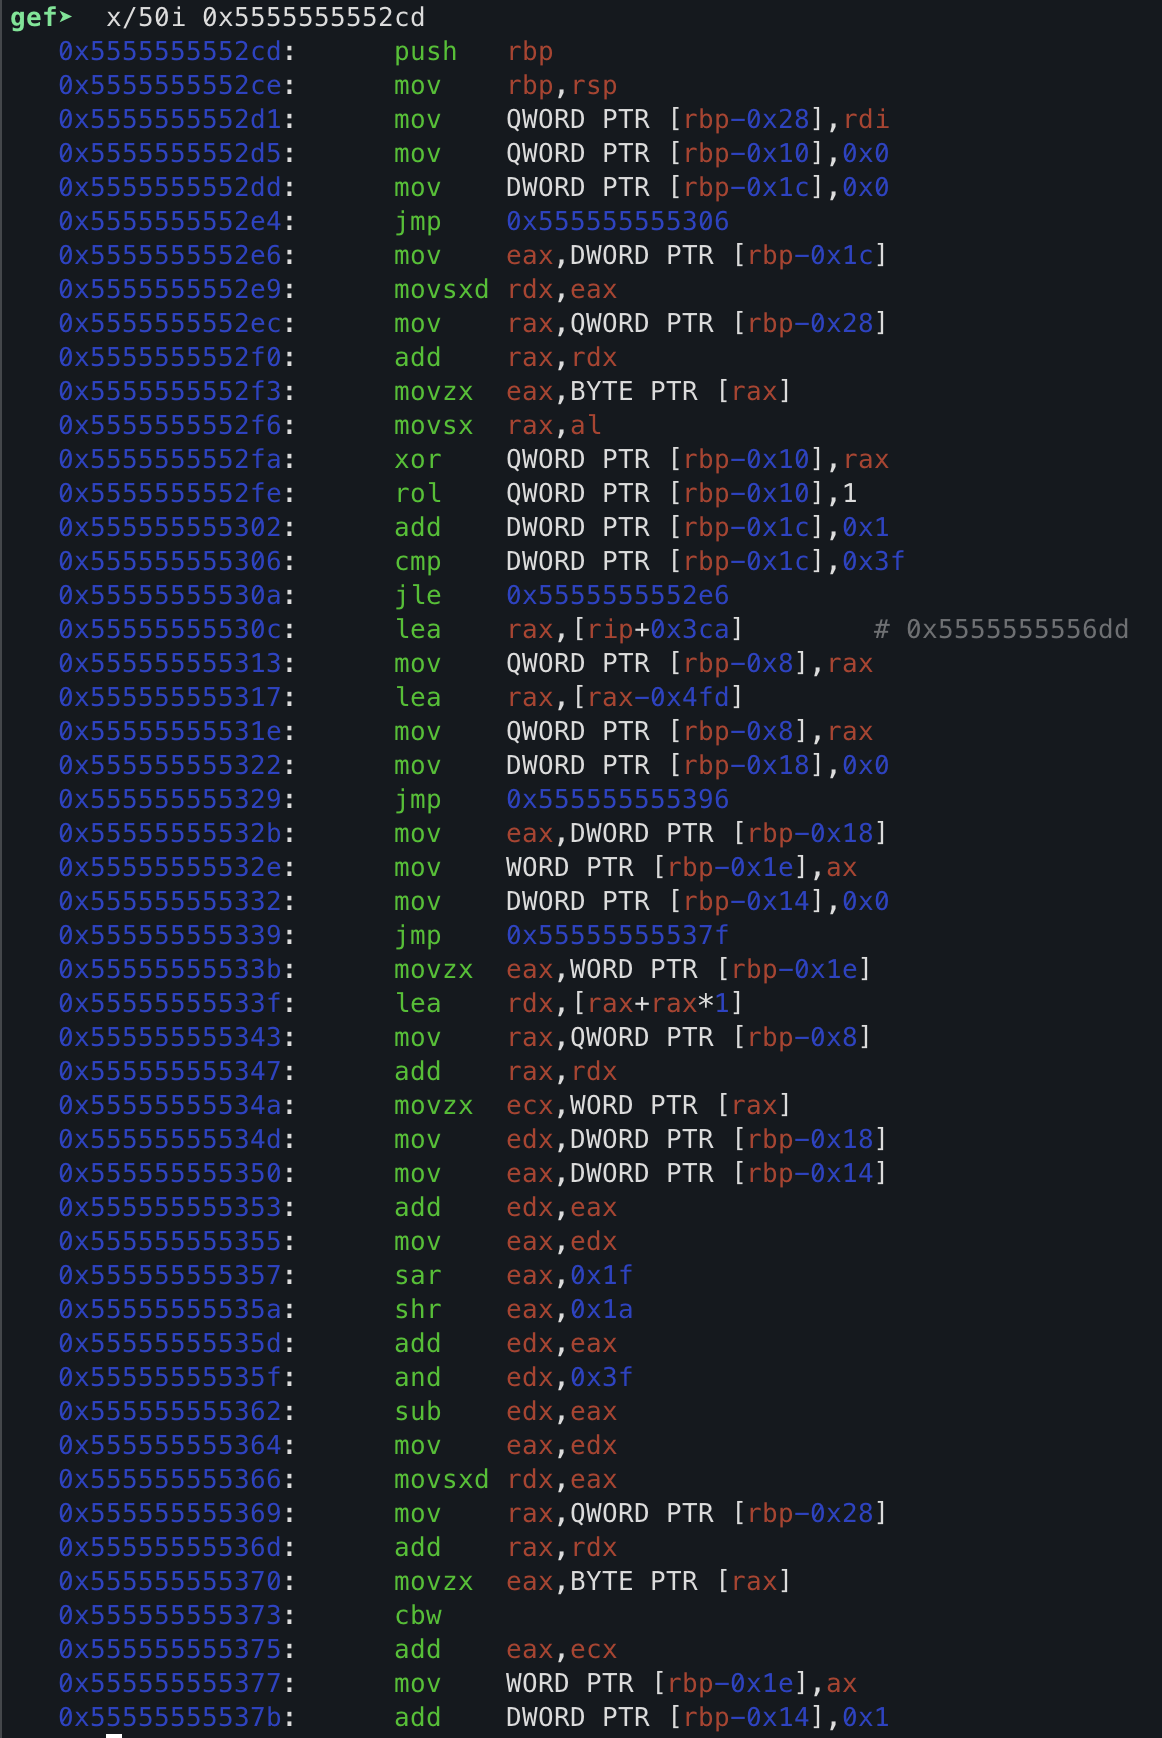 gef➤  x/50i 0x5555555552cd
   0x5555555552cd:	push   rbp
   0x5555555552ce:	mov    rbp,rsp
   0x5555555552d1:	mov    QWORD PTR [rbp-0x28],rdi
   0x5555555552d5:	mov    QWORD PTR [rbp-0x10],0x0
   0x5555555552dd:	mov    DWORD PTR [rbp-0x1c],0x0
   0x5555555552e4:	jmp    0x555555555306
   0x5555555552e6:	mov    eax,DWORD PTR [rbp-0x1c]
   0x5555555552e9:	movsxd rdx,eax
   0x5555555552ec:	mov    rax,QWORD PTR [rbp-0x28]
   0x5555555552f0:	add    rax,rdx
   0x5555555552f3:	movzx  eax,BYTE PTR [rax]
   0x5555555552f6:	movsx  rax,al
   0x5555555552fa:	xor    QWORD PTR [rbp-0x10],rax
   0x5555555552fe:	rol    QWORD PTR [rbp-0x10],1
   0x555555555302:	add    DWORD PTR [rbp-0x1c],0x1
   0x555555555306:	cmp    DWORD PTR [rbp-0x1c],0x3f
   0x55555555530a:	jle    0x5555555552e6
   0x55555555530c:	lea    rax,[rip+0x3ca]        # 0x5555555556dd
   0x555555555313:	mov    QWORD PTR [rbp-0x8],rax
   0x555555555317:	lea    rax,[rax-0x4fd]
   0x55555555531e:	mov    QWORD PTR [rbp-0x8],rax
   0x555555555322:	mov    DWORD PTR [rbp-0x18],0x0
   0x555555555329:	jmp    0x555555555396
   0x55555555532b:	mov    eax,DWORD PTR [rbp-0x18]
   0x55555555532e:	mov    WORD PTR [rbp-0x1e],ax
   0x555555555332:	mov    DWORD PTR [rbp-0x14],0x0
   0x555555555339:	jmp    0x55555555537f
   0x55555555533b:	movzx  eax,WORD PTR [rbp-0x1e]
   0x55555555533f:	lea    rdx,[rax+rax*1]
   0x555555555343:	mov    rax,QWORD PTR [rbp-0x8]
   0x555555555347:	add    rax,rdx
   0x55555555534a:	movzx  ecx,WORD PTR [rax]
   0x55555555534d:	mov    edx,DWORD PTR [rbp-0x18]
   0x555555555350:	mov    eax,DWORD PTR [rbp-0x14]
   0x555555555353:	add    edx,eax
   0x555555555355:	mov    eax,edx
   0x555555555357:	sar    eax,0x1f
   0x55555555535a:	shr    eax,0x1a
   0x55555555535d:	add    edx,eax
   0x55555555535f:	and    edx,0x3f
   0x555555555362:	sub    edx,eax
   0x555555555364:	mov    eax,edx
   0x555555555366:	movsxd rdx,eax
   0x555555555369:	mov    rax,QWORD PTR [rbp-0x28]
   0x55555555536d:	add    rax,rdx
   0x555555555370:	movzx  eax,BYTE PTR [rax]
   0x555555555373:	cbw
   0x555555555375:	add    eax,ecx
   0x555555555377:	mov    WORD PTR [rbp-0x1e],ax
   0x55555555537b:	add    DWORD PTR [rbp-0x14],0x1